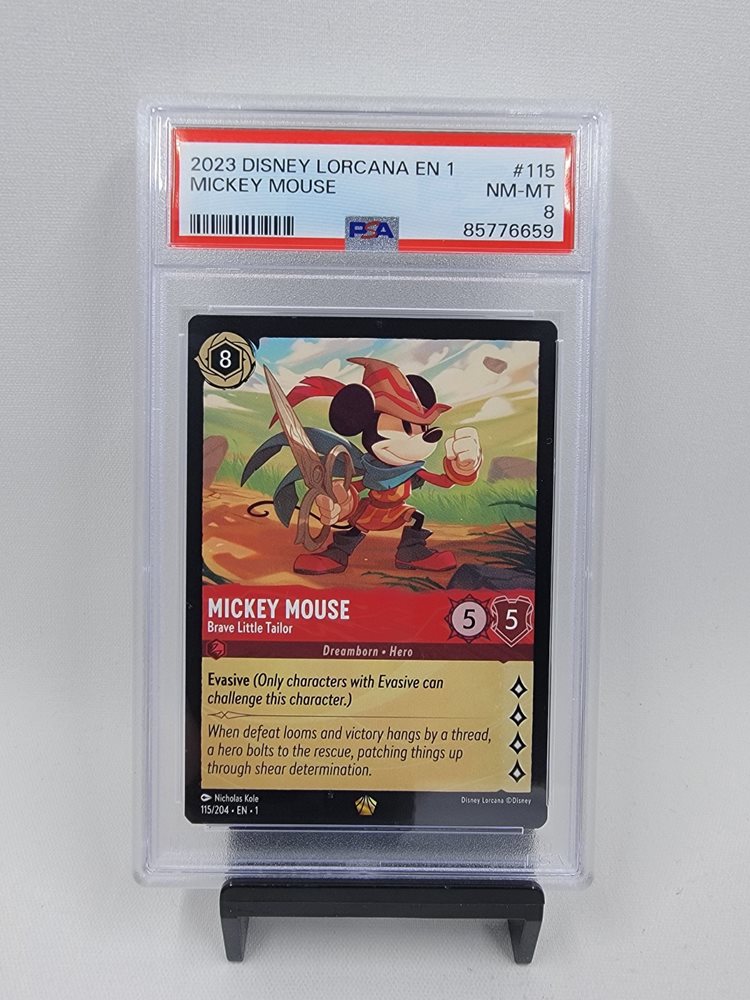 2023 DISNEY LORCANA EN 1 #115
MICKEY MOUSE NM-MT
8
PSA 85776659
8
MICKEY MOUSE
Brave Little Tailor
5 5
Dreamborn • Hero
Evasive (Only characters with Evasive can
challenge this character.)
When defeat looms and victory hangs by a thread,
a hero bolts to the rescue, patching things up
through shear determination.
Nicholas Kole
115/204 • EN • 1
Disney Lorcana ©Disney